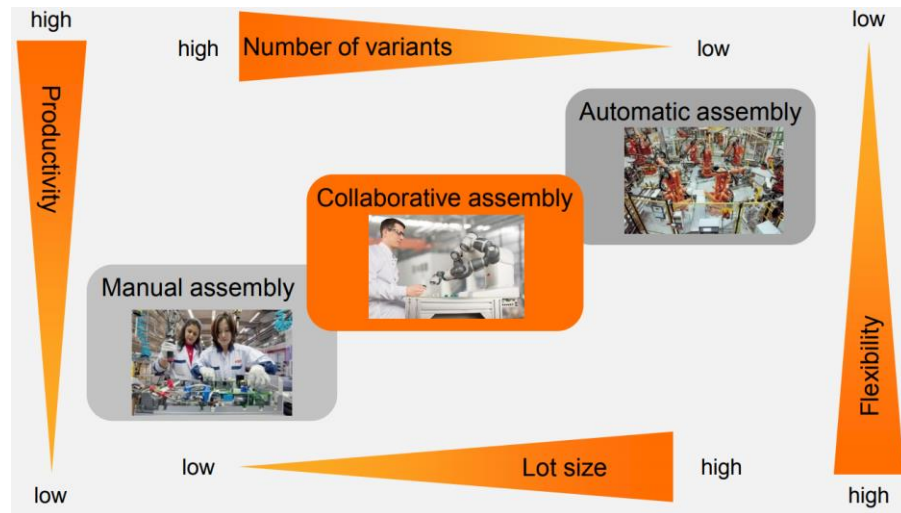 high
low
high
Number of variants
low
Productivity
Automatic assembly
Collaborative assembly
Manual assembly
Flexibility
low
Lot size
high
low
high